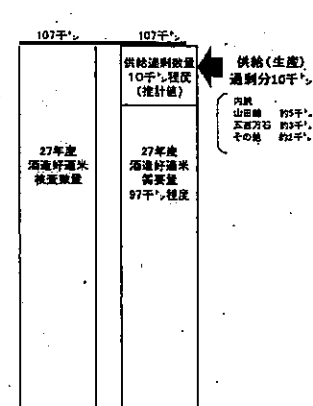 107千㌧
107千㌧
供給過剰数量
10千㌧程度
(推計値)
供給(生産)
過剰分10千㌧
内訳
山田錦 約5千㌧
五百万石 約3千㌧
その他 約2千㌧
27年産
酒造好適米
検査数量
27年度
酒造好適米
需要量
97千㌧程度